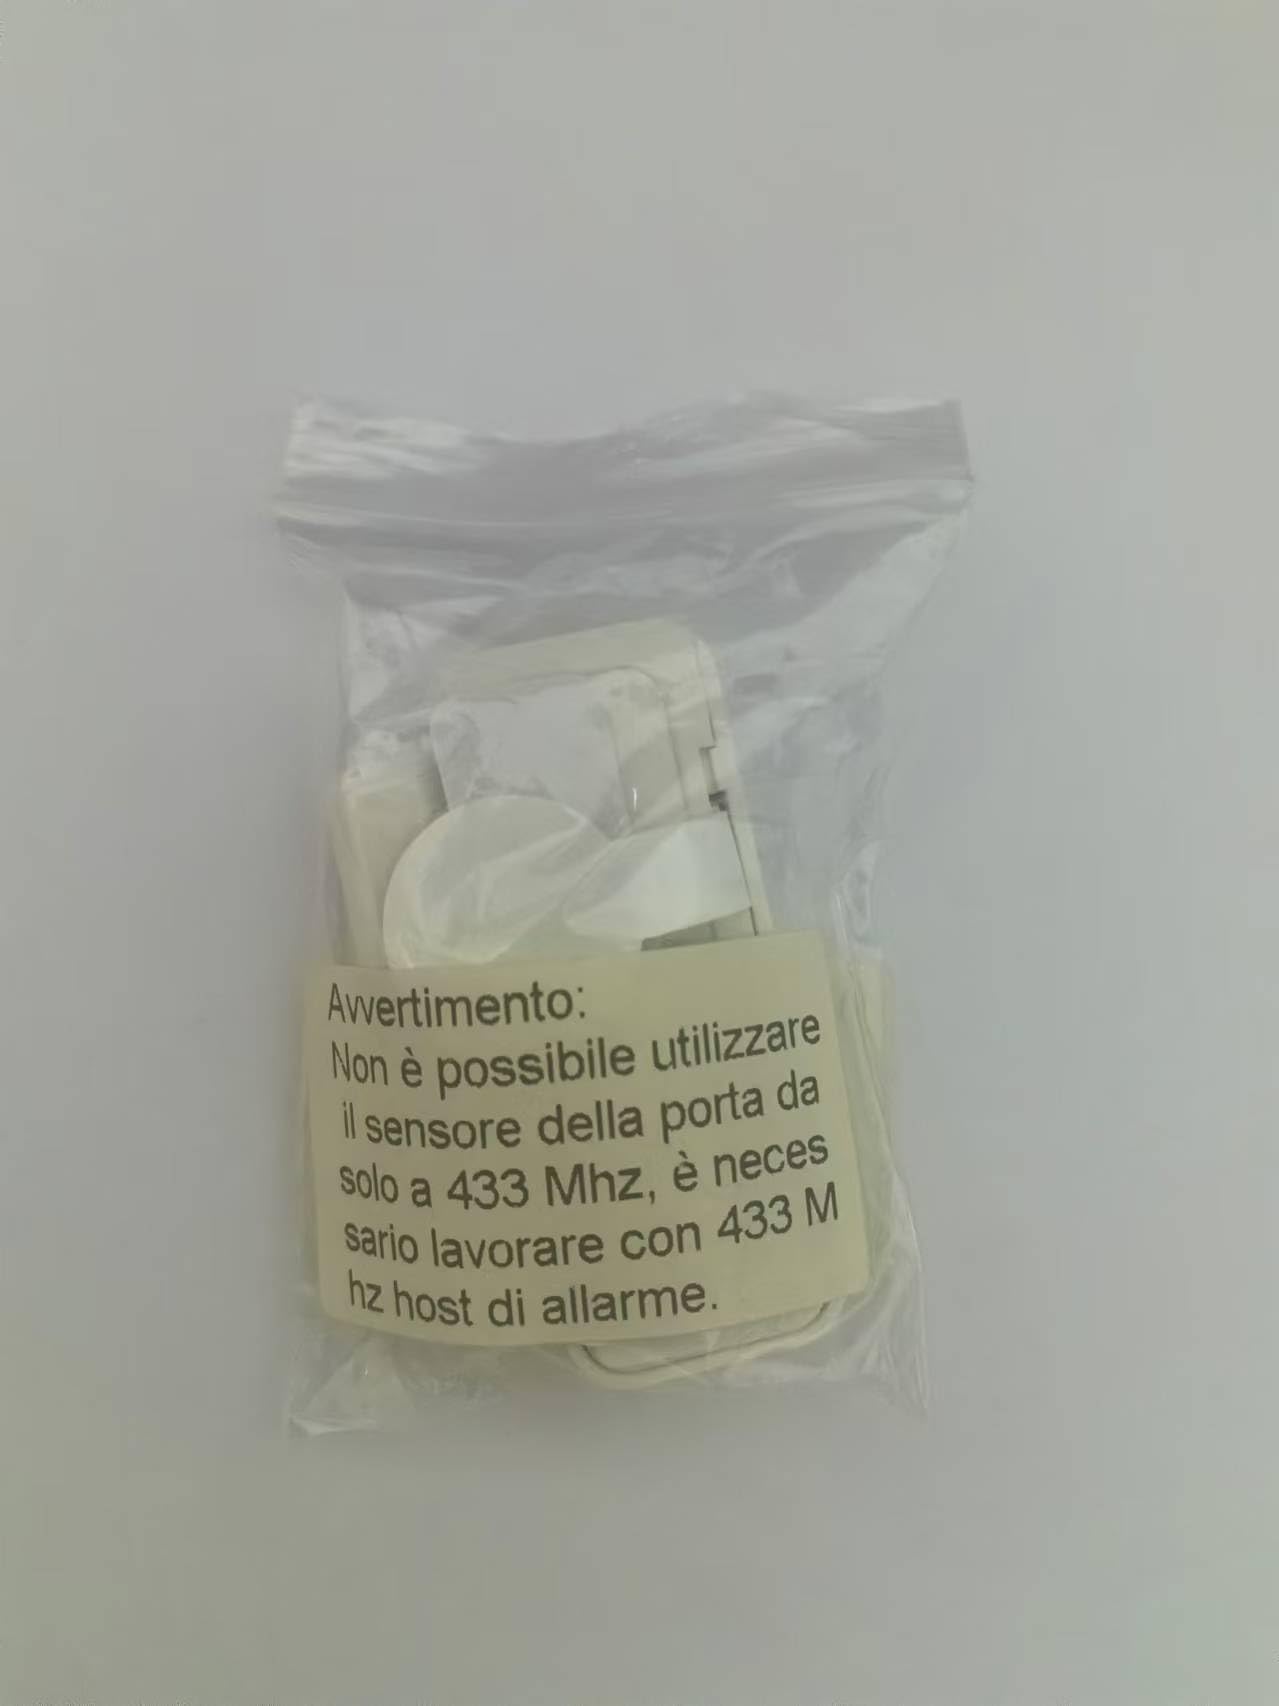 Avvertimento:
Non è possibile utilizzare
il sensore della porta da
solo a 433 Mhz, è neces
sario lavorare con 433 M
hz host di allarme.